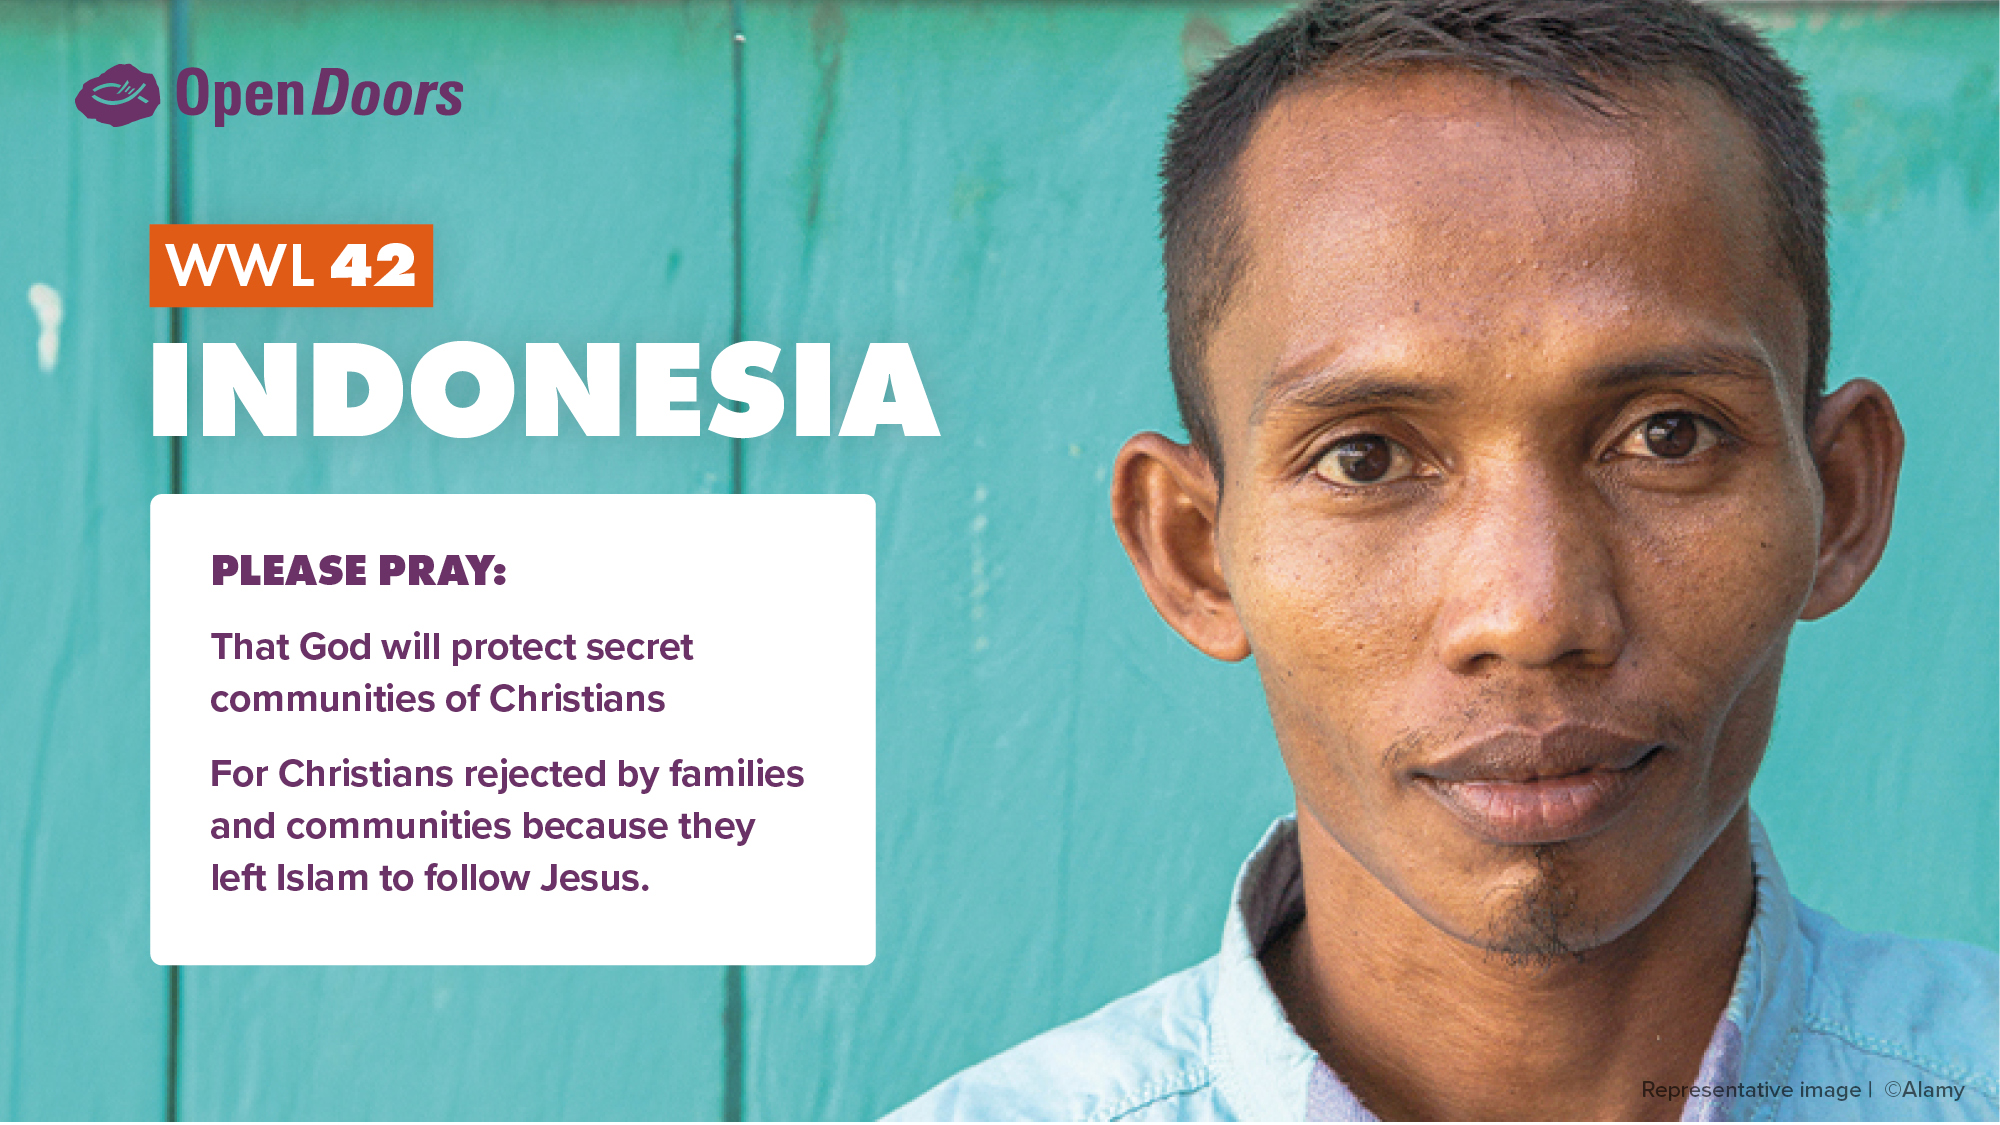 Open Doors
WWL 42
INDONESIA
PLEASE PRAY:
That God will protect secret
communities of Christians
For Christians rejected by families
and communities because they
left Islam to follow Jesus.
Representative image | ©Alamy